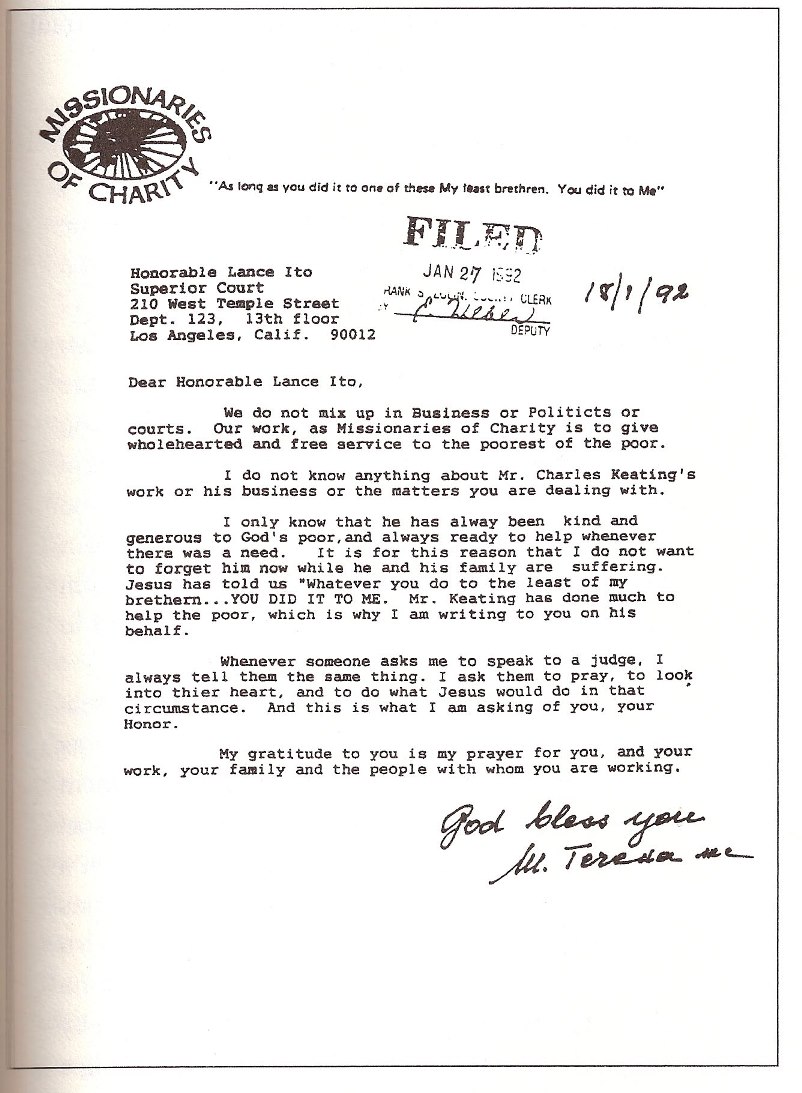 MISSIONARIES
OF CHARITY
"As long as you did it to one of these My least brethren. You did it to Me"
FILED
JAN 27 1992
Honorable Lance Ito
Superior Court
210 West Temple Street
Dept. 123, 13th floor
Los Angeles, Calif. 90012
CLERK
DEPUTY
18/1/92
Dear Honorable Lance Ito,
We do not mix up in Business or Politicts or
courts. Our work, as Missionaries of Charity is to give
wholehearted and free service to the poorest of the poor.
I do not know anything about Mr. Charles Keating's
work or his business or the matters you are dealing with.
I only know that he has alway been kind and
generous to God's poor,and always ready to help whenever
there was a need. It is for this reason that I do not want
to forget him now while he and his family are suffering.
Jesus has told us "Whatever you do to the least of my
brethern...YOU DID IT TO ME. Mr. Keating has done much to
help the poor, which is why I am writing to you on his
behalf.
Whenever someone asks me to speak to a judge, I
always tell them the same thing. I ask them to pray, to look
into thier heart, and to do what Jesus would do in that
circumstance. And this is what I am asking of you, your
Honor.
My gratitude to you is my prayer for you, and your
work, your family and the people with whom you are working.
God bless you
M. Teresa mc